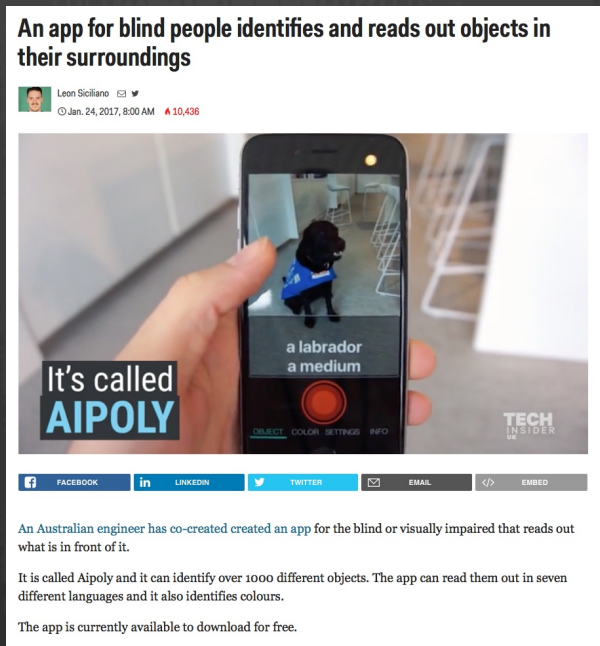 An app for blind people identifies and reads out objects in
their surroundings
Leon Siciliano
Jan. 24, 2017, 8:00 AM 10,436
a labrador
a medium
It's called
AIPOLY
OBJECT COLOR SETTINGS INFO
TECH
INSIDER
UK
FACEBOOK
in LINKEDIN
TWITTER
EMAIL
</> EMBED
An Australian engineer has co-created created an app for the blind or visually impaired that reads out
what is in front of it.
It is called Aipoly and it can identify over 1000 different objects. The app can read them out in seven
different languages and it also identifies colours.
The app is currently available to download for free.